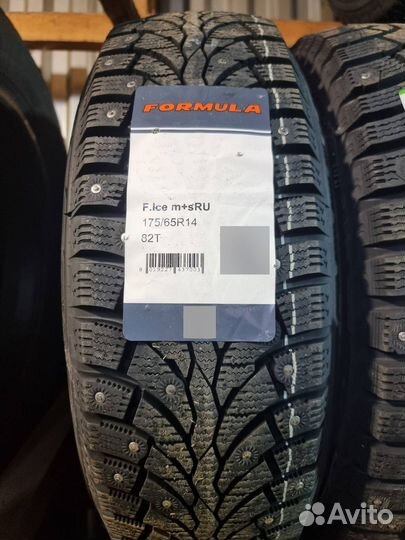 FORMULA
F.Ice m+sRU
175/65R14
82T
Avito